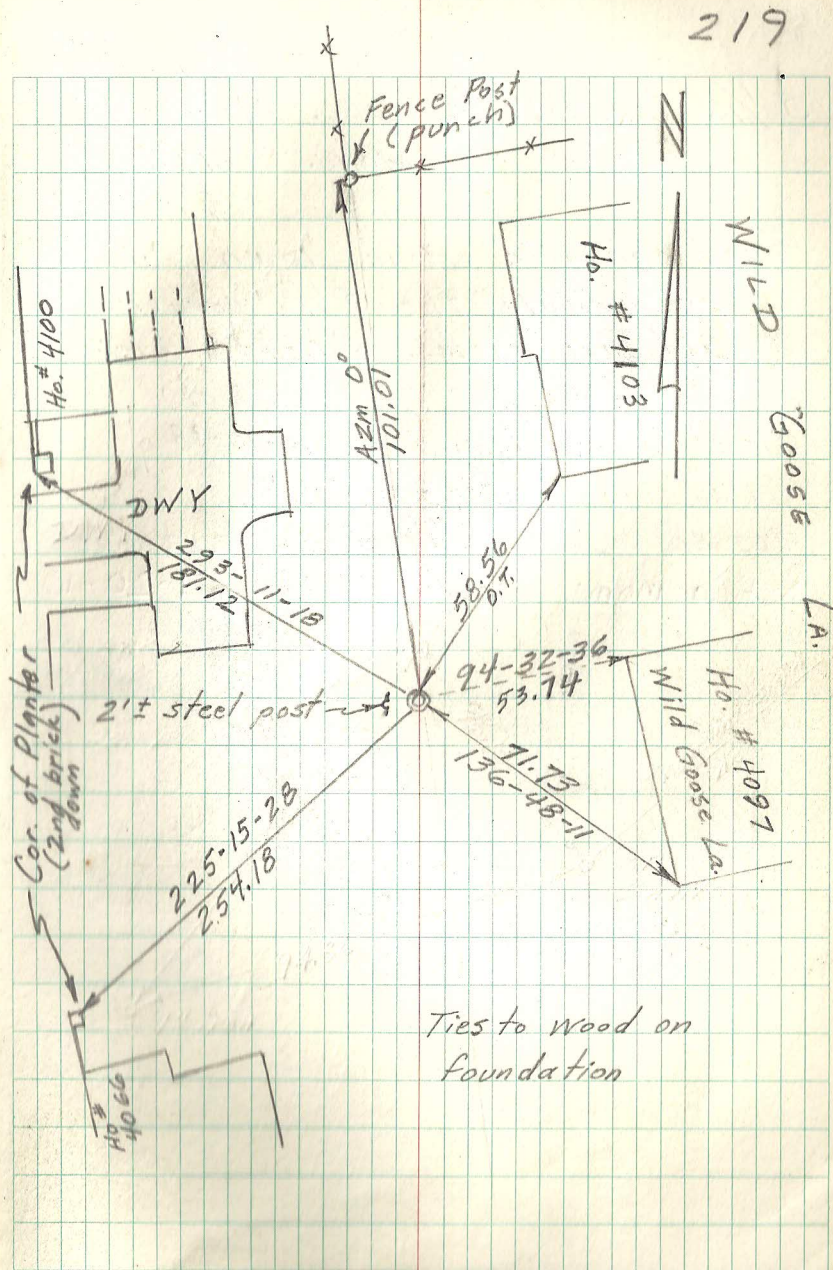 219
Fence Post
(punch)
N
WILD
GOOSE
LA.
Ho. #4103
Ho.# 4100
AZM 0°
101.01
DWY
293-11-18
181.12
58.56
D.T.
94-32-36
53.74
2'± steel post
71.73
136-48-11
Ho. # 4097
Wild Goose La.
Cor. of Planter
(2nd brick)
down
225-15-28
254.18
Ties to wood on
foundation
Ho#
4066